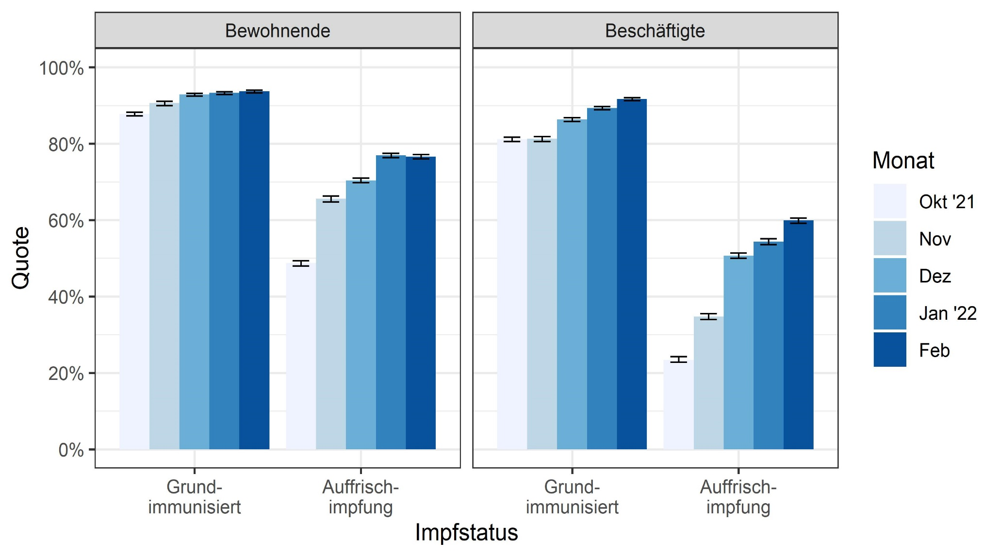 Bewohnende
Beschäftigte
100%
80%
60%
40%
20%
0%
Quote
Grund-
immunisiert
Auffrisch-
impfung
Grund-
immunisiert
Auffrisch-
impfung
Impfstatus
Monat
Okt '21
Nov
Dez
Jan '22
Feb